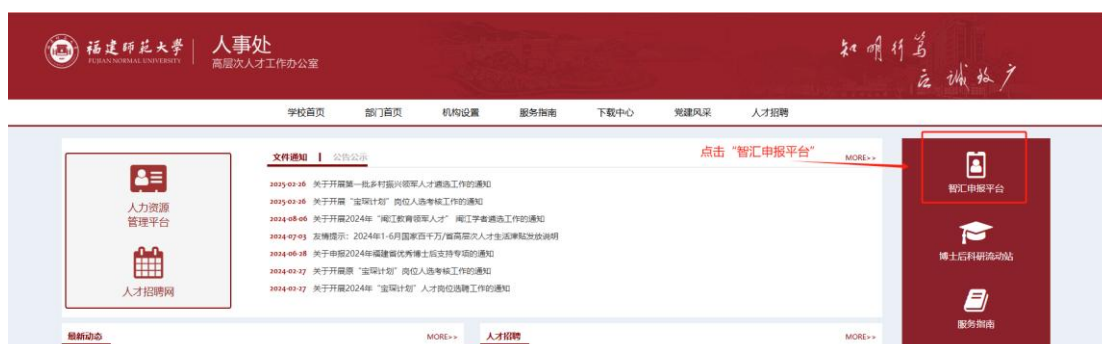 福建师范大学
FUJIAN NORMAL UNIVERSITY
人事处
高层次人才工作办公室
知明行笃
立诚致广
学校首页 部门首页 机构设置 服务指南 下载中心 党建风采 人才招聘
人力资源
管理平台
人才招聘网
文件通知 公告公示
MORE>>
2025-02-26 关于开展第一批乡村振兴领军人才遴选工作的通知
2025-02-26 关于开展“宝琛计划”岗位人选考核工作的通知
2024-08-06 关于开展2024年“闽江教育领军人才” 闽江学者遴选工作的通知
2024-07-03 友情提示：2024年1-6月国家百千万/省高层次人才生活津贴发放说明
2024-06-28 关于申报2024年福建省优秀博士后支持专项的通知
2024-02-27 关于开展原“宝琛计划”岗位人选考核工作的通知
2024-02-27 关于开展2024年“宝琛计划”人才岗位选聘工作的通知
点击“智汇申报平台”
智汇申报平台
博士后科研流动站
服务指南
最新动态 MORE>>
人才招聘 MORE>>